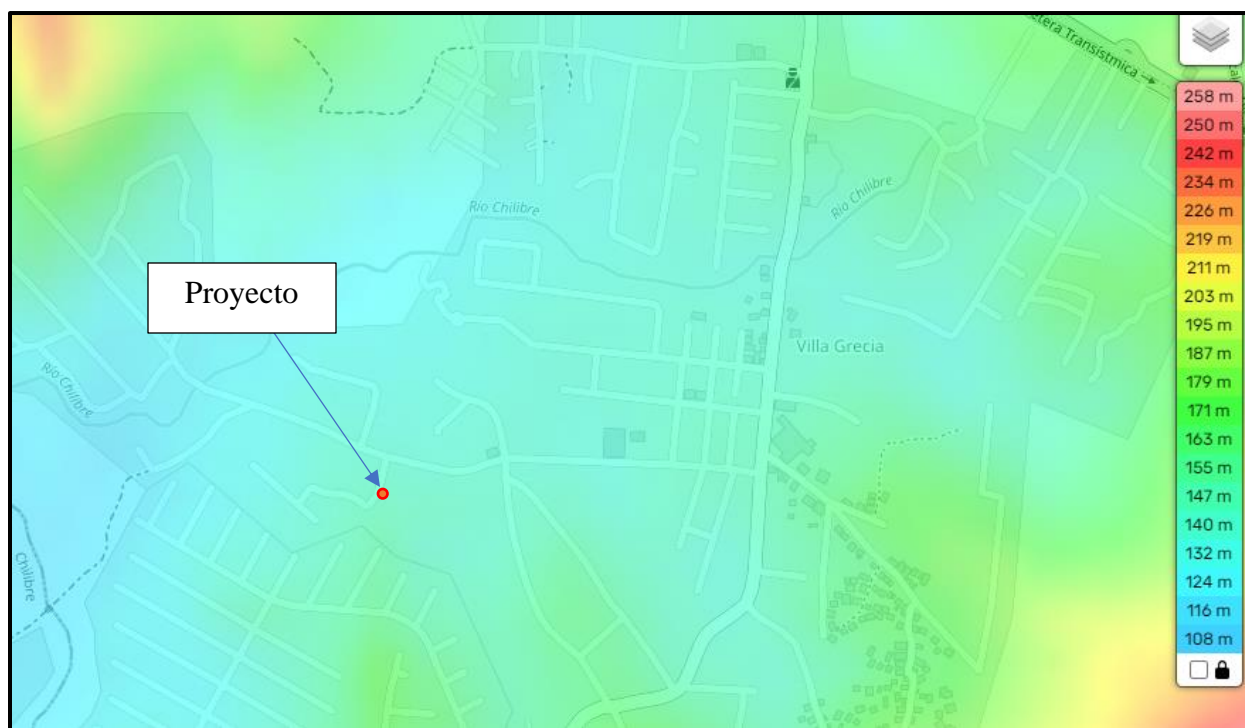 etera Transístmica
Río Chilibre
Río Chilibre
Proyecto
Villa Grecia
Río Chilibre
Chilibre
258 m
250 m
242 m
234 m
226 m
219 m
211 m
203 m
195 m
187 m
179 m
171 m
163 m
155 m
147 m
140 m
132 m
124 m
116 m
108 m